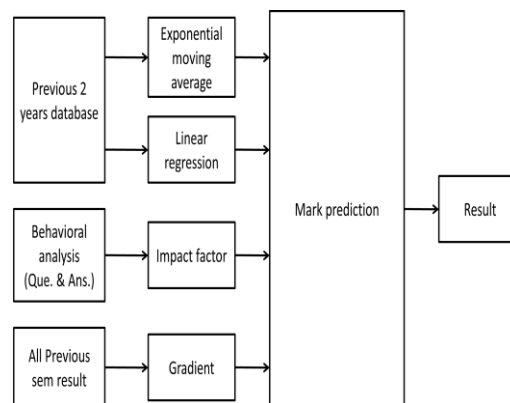 Previous 2
years database
Exponential
moving
average
Linear
regression
Behavioral
analysis
(Que. & Ans.)
Impact factor
All Previous
sem result
Gradient
Mark prediction
Result